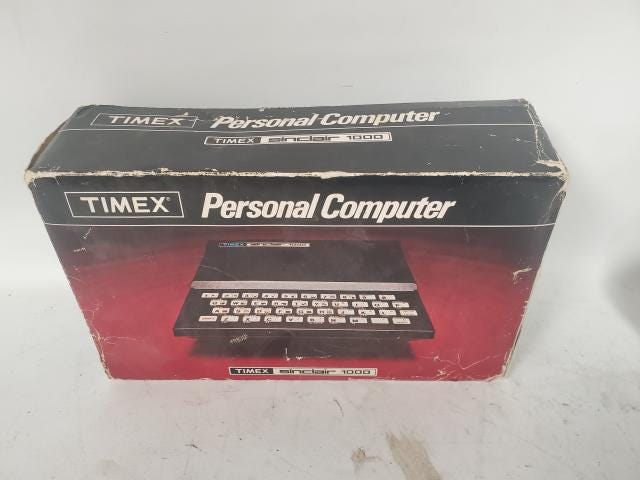 TIMEX Personal Computer
TIMEX sinclair 1000
TIMEX® Personal Computer
TIMEX sinclair 1000
TIMEX sinclair 1000